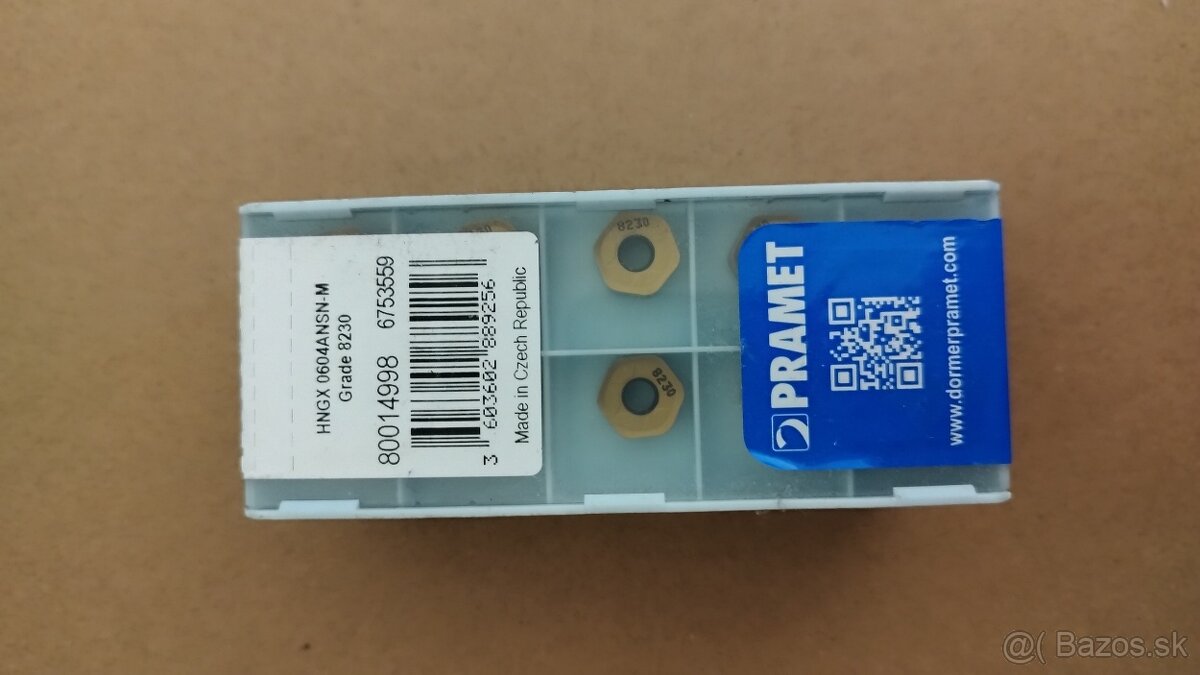 HNGX 0604ANSN-M
Grade 8230
80014998 6753559
3 603602 889256
Made in Czech Republic
8230
8230
PRAMET
www.dormerpramet.com
@( Bazos.sk